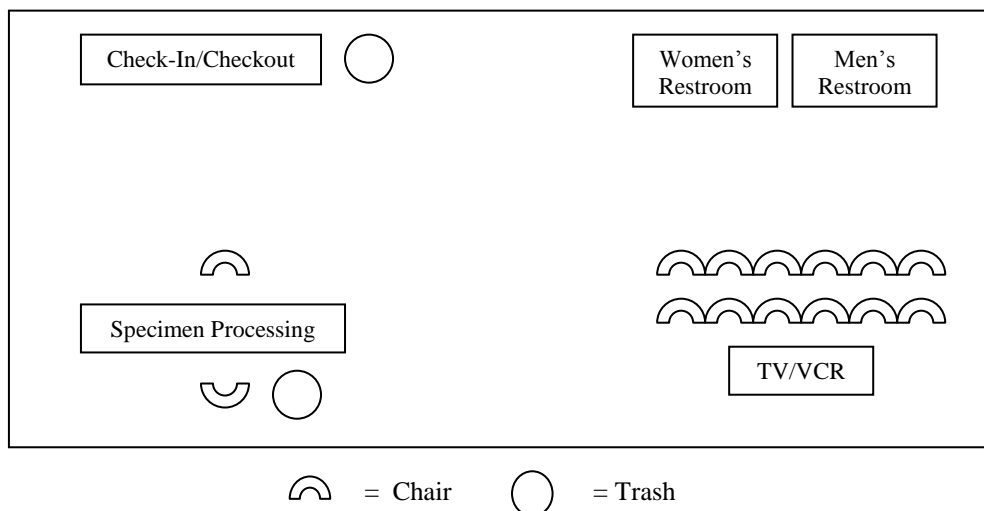 Check-In/Checkout
Women’s
Restroom
Men’s
Restroom
Specimen Processing
TV/VCR
= Chair
= Trash